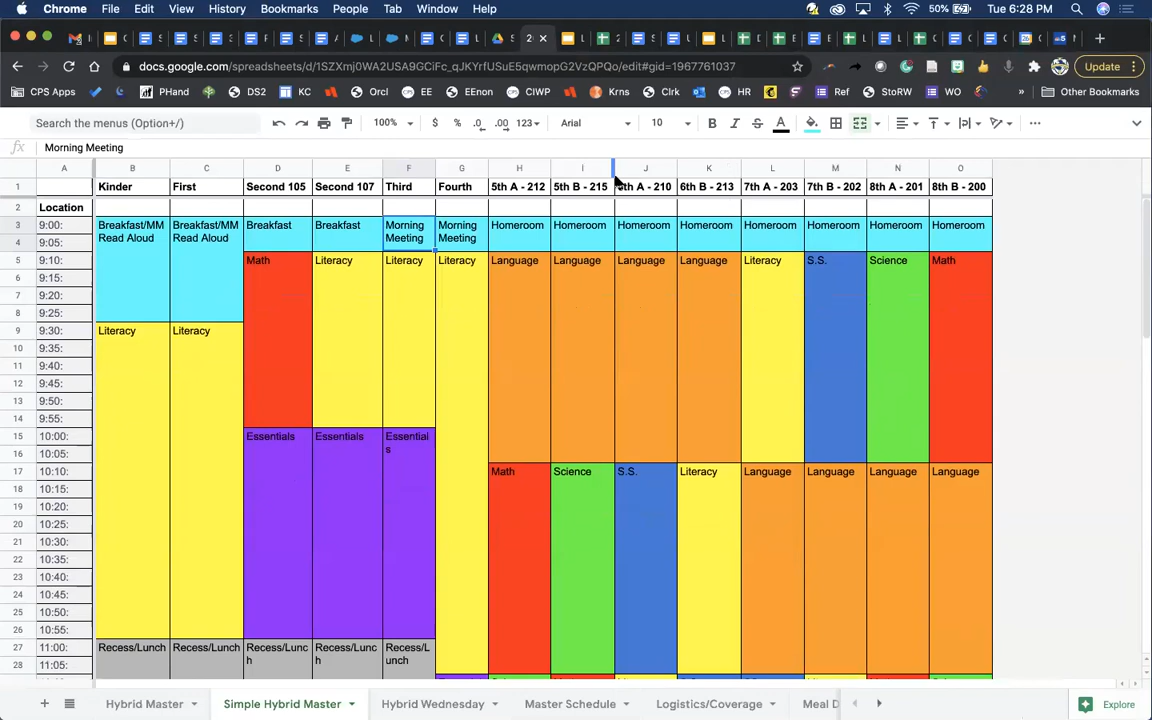 Chrome File Edit View History Bookmarks People Tab Window Help 50% Tue 6:28 PM
docs.google.com/spreadsheets/d/1SZXmj0WA2USA9GCiFc_qJKYrfUSuE5qwmopG2VzQPQo/edit#gid=1967761037 Update
CPS Apps PHand DS2 KC Orcl EE EEnon CIWP Krns Clrk HR Ref StorRW WO » Other Bookmarks
Search the menus (Option+/) 100% $ % .0 .00 123 Arial 10 B I S A
fx Morning Meeting
A B C D E F G H I J K L M N O
1 Kinder First Second 105 Second 107 Third Fourth 5th A - 212 5th B - 215 6th A - 210 6th B - 213 7th A - 203 7th B - 202 8th A - 201 8th B - 200
2 Location
3 9:00: Breakfast/MM Breakfast/MM Breakfast Breakfast Morning Morning Homeroom Homeroom Homeroom Homeroom Homeroom Homeroom Homeroom Homeroom
4 9:05: Read Aloud Read Aloud Meeting Meeting
5 9:10: Math Literacy Literacy Literacy Language Language Language Language Literacy S.S. Science Math
6 9:15:
7 9:20:
8 9:25:
9 9:30: Literacy Literacy
10 9:35:
11 9:40:
12 9:45:
13 9:50:
14 9:55:
15 10:00: Essentials Essentials Essential
16 10:05: s
17 10:10: Math Science S.S. Literacy Language Language Language Language
18 10:15:
19 10:20:
20 10:25:
21 10:30:
22 10:35:
23 10:40:
24 10:45:
25 10:50:
26 10:55:
27 11:00: Recess/Lunch Recess/Lunch Recess/Lunc Recess/Lunc Recess/L
28 11:05: h h unch
Hybrid Master Simple Hybrid Master Hybrid Wednesday Master Schedule Logistics/Coverage Meal D Explore